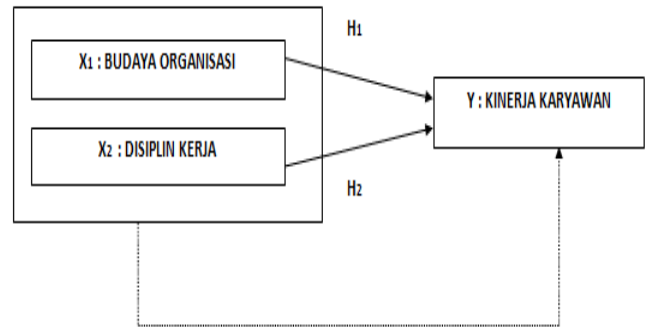 H1
X1 : BUDAYA ORGANISASI
Y : KINERJA KARYAWAN
X2 : DISIPLIN KERJA
H2